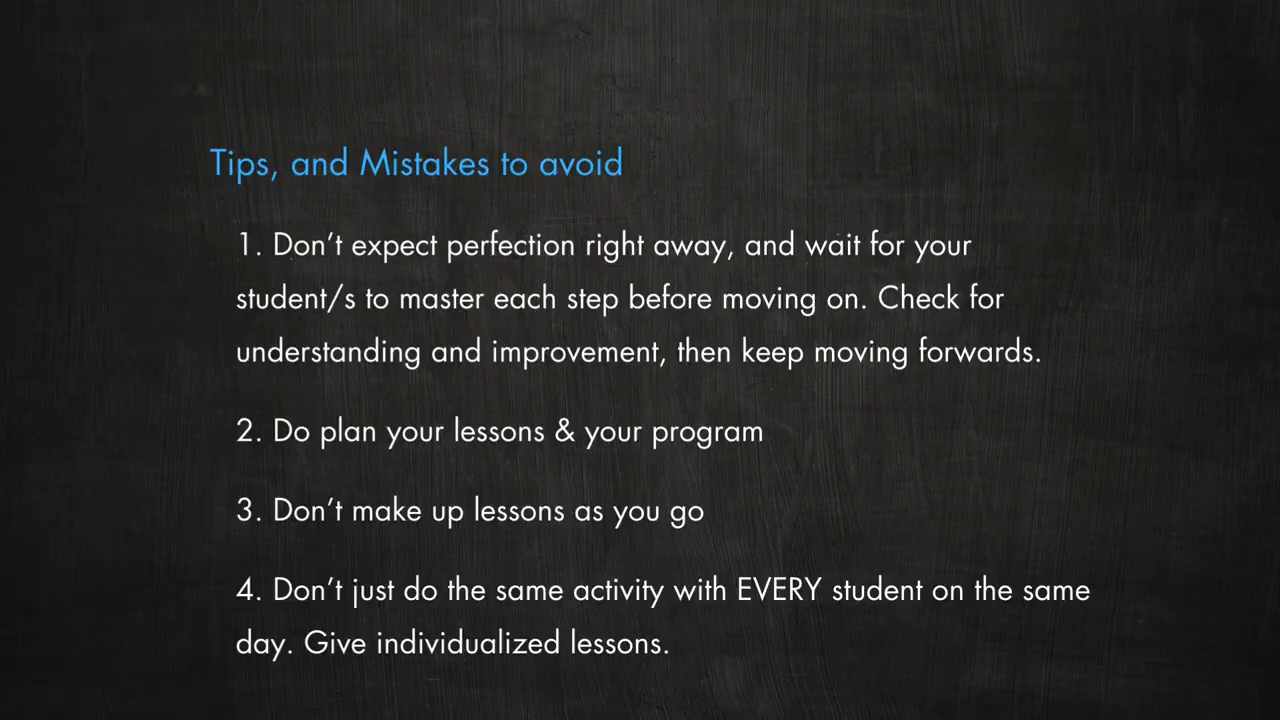 Tips, and Mistakes to avoid
1. Don’t expect perfection right away, and wait for your
student/s to master each step before moving on. Check for
understanding and improvement, then keep moving forwards.
2. Do plan your lessons & your program
3. Don’t make up lessons as you go
4. Don’t just do the same activity with EVERY student on the same
day. Give individualized lessons.